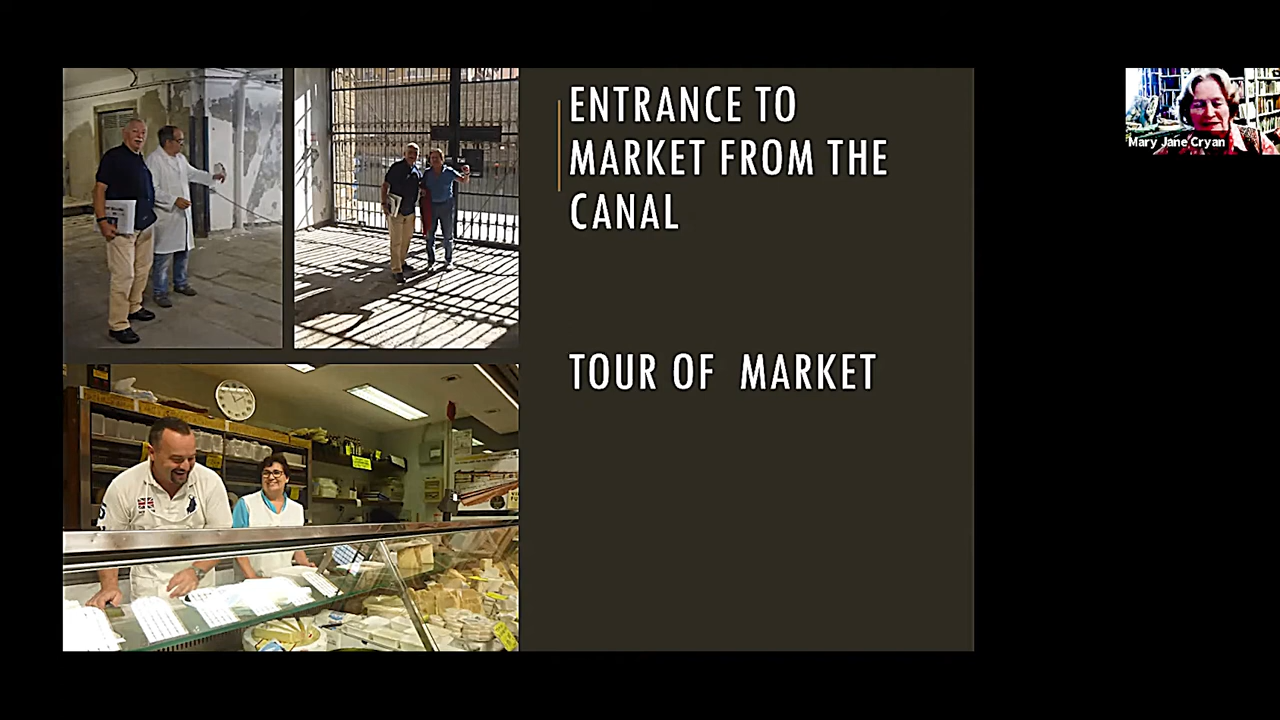 ENTRANCE TO
MARKET FROM THE
CANAL
TOUR OF MARKET
Mary Jane Cryan